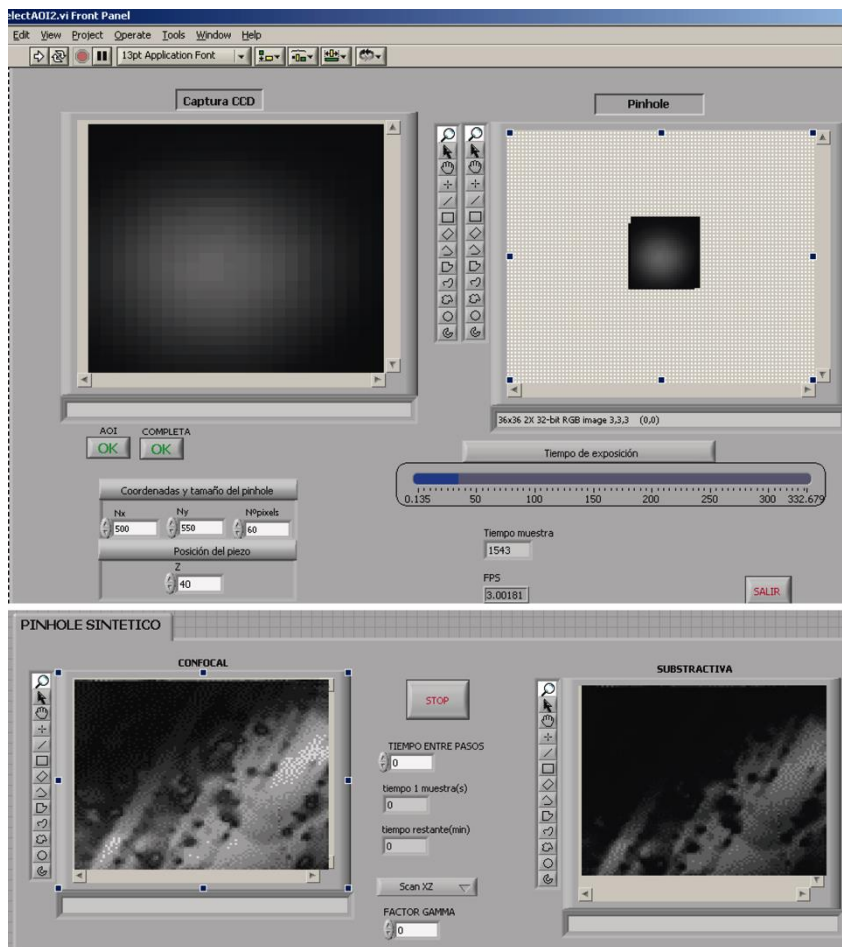 electAOI2.vi Front Panel
Edit View Project Operate Tools Window Help
13pt Application Font
Captura CCD
Pinhole
36x36 2X 32-bit RGB image 3,3,3 (0,0)
AOI COMPLETA
OK OK
Tiempo de exposición
0.135 50 100 150 200 250 300 332.679
Coordenadas y tamaño del pinhole
Nx Ny Nºpixels
500 550 60
Posición del piezo
Z
40
Tiempo muestra
1543
FPS
3.00181
SALIR
PINHOLE SINTETICO
CONFOCAL
SUBSTRACTIVA
STOP
TIEMPO ENTRE PASOS
0
tiempo 1 muestra(s)
0
tiempo restante(min)
0
Scan XZ
FACTOR GAMMA
0